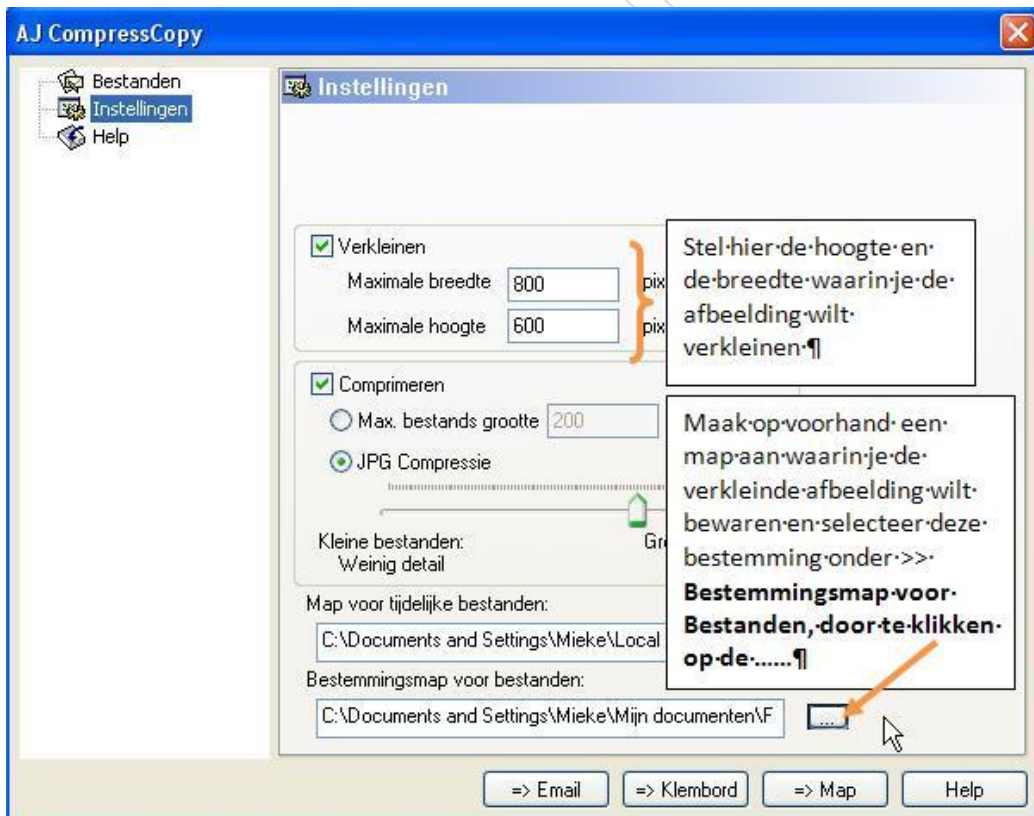 AJ CompressCopy
Bestanden
Instellingen
Help
Instellingen
Verkleinen
Maximale breedte 800 pix
Maximale hoogte 600 pix
Stel·hier·de·hoogte·en·
de·breedte·waarin·je·de·
afbeelding·wilt·
verkleinen·¶
Comprimeren
Max. bestands grootte 200
JPG Compressie
Kleine bestanden: Gr
Weinig detail
Maak·op·voorhand·een·
map·aan·waarin·je·de·
verkleinde·afbeelding·wilt·
bewaren·en·selecteer·deze·
bestemming·onder·>>·
Bestemmingsmap·voor·
Bestanden,·door·te·klikken·
op·de·......¶
Map voor tijdelijke bestanden:
C:\Documents and Settings\Mieke\Local
Bestemmingsmap voor bestanden:
C:\Documents and Settings\Mieke\Mijn documenten\F
...
=> Email
=> Klembord
=> Map
Help